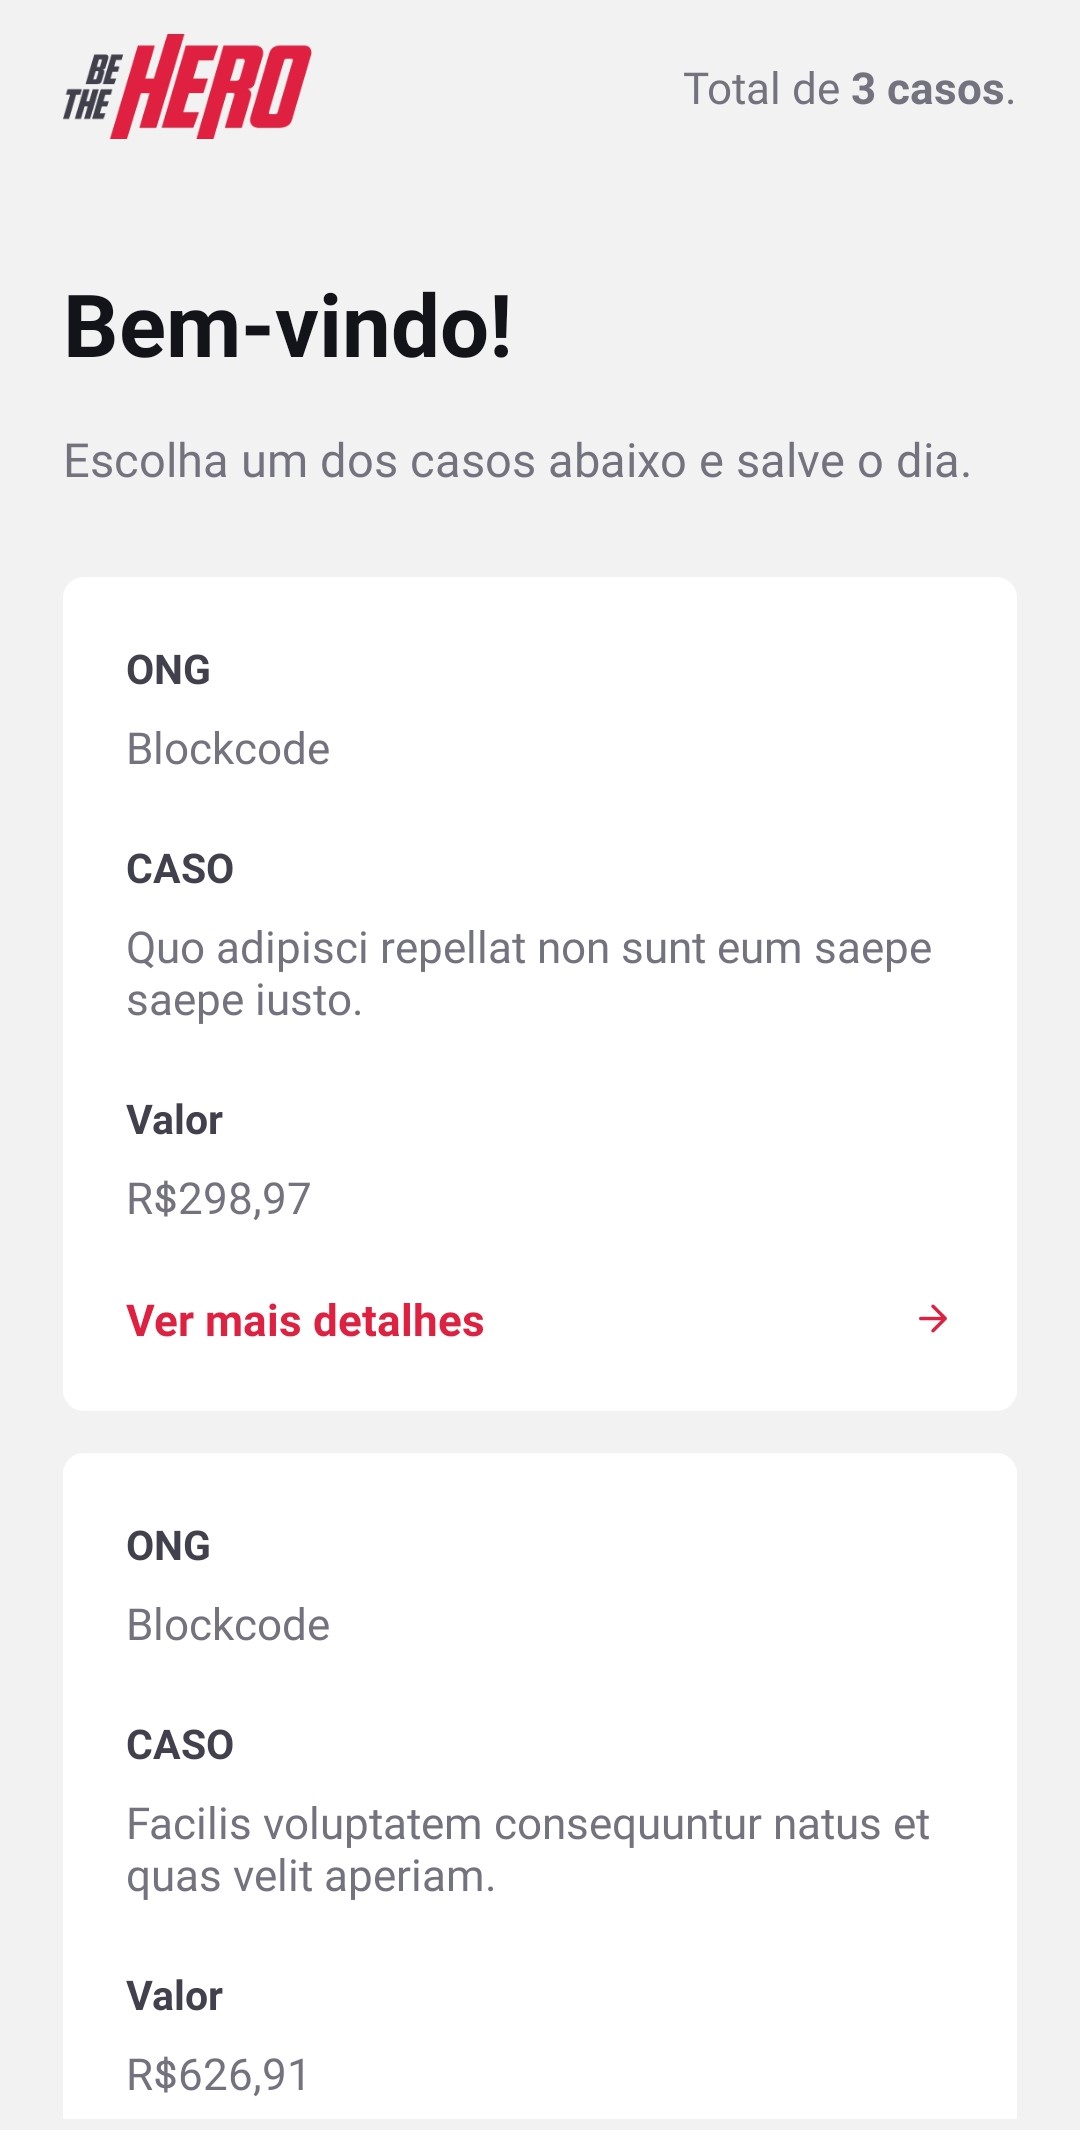 BE THE HERO
Total de 3 casos.
Bem-vindo!
Escolha um dos casos abaixo e salve o dia.
ONG
Blockcode
CASO
Quo adipisci repellat non sunt eum saepe
saepe iusto.
Valor
R$298,97
Ver mais detalhes
ONG
Blockcode
CASO
Facilis voluptatem consequuntur natus et
quas velit aperiam.
Valor
R$626,91